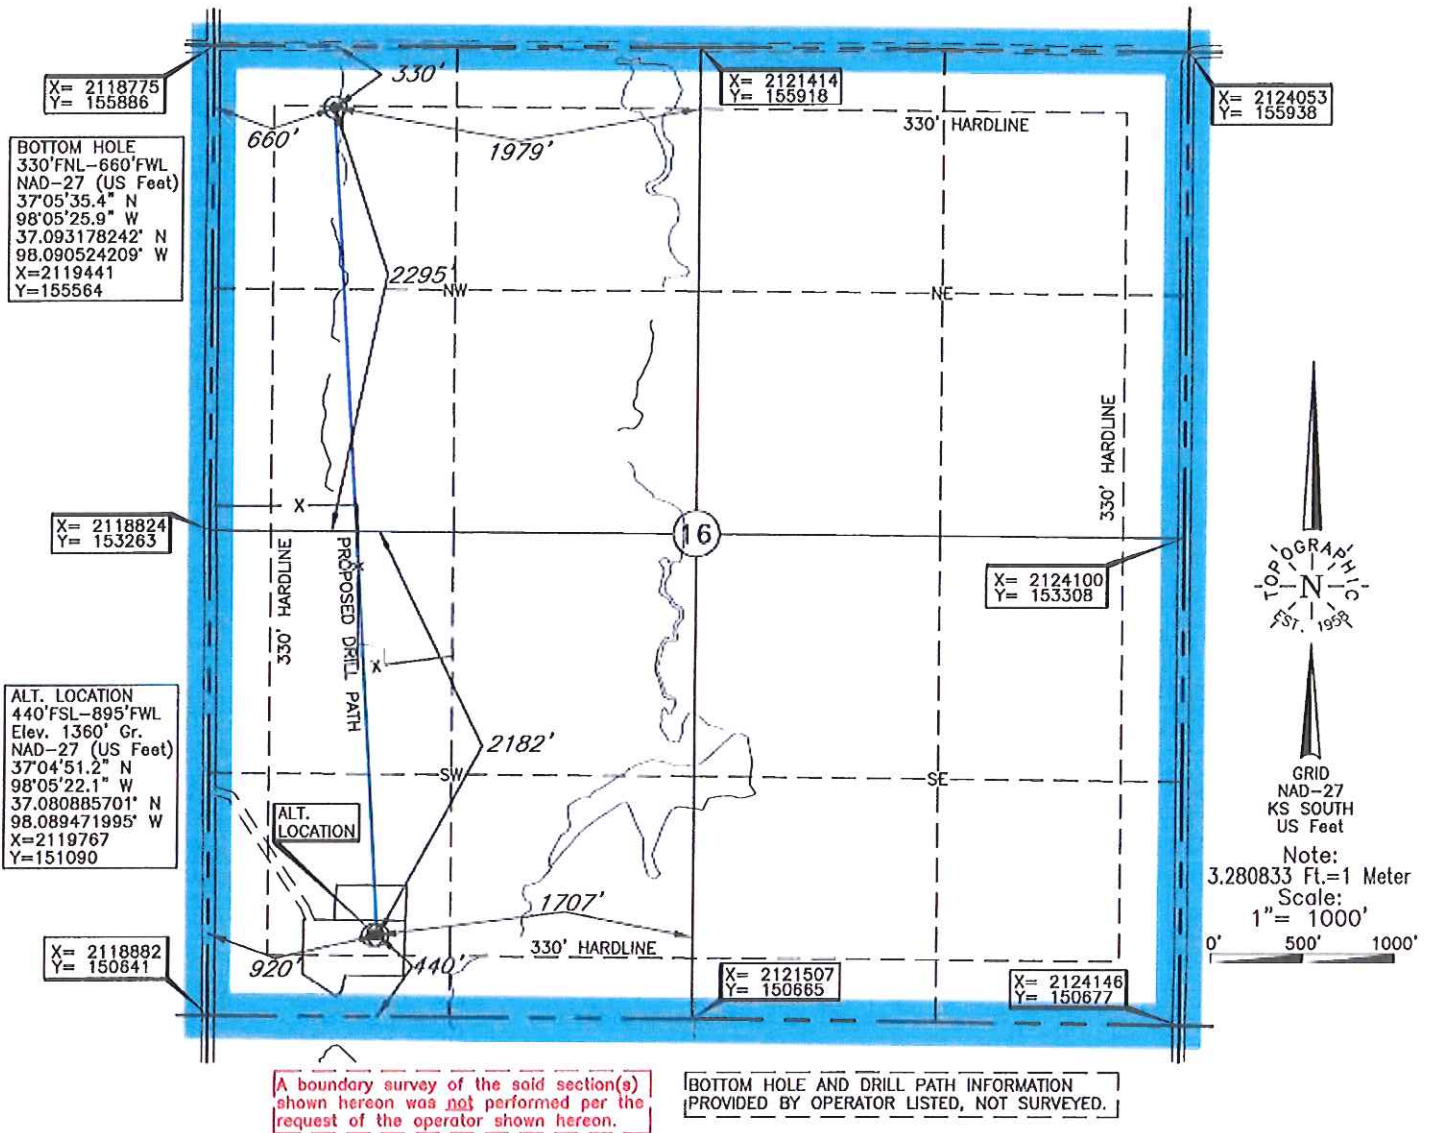 X= 2118775
Y= 155886
330'
X= 2121414
Y= 155918
X= 2124053
Y= 155938
660'
1979'
330' HARDLINE
BOTTOM HOLE
330'FNL-660'FWL
NAD-27 (US Feet)
37°05'35.4" N
98°05'25.9" W
37.093178242° N
98.090524209° W
X=2119441
Y=155564
2295'
NW
NE
330' HARDLINE
X
X= 2118824
Y= 153263
16
330' HARDLINE
PROPOSED DRILL PATH
X
X
X= 2124100
Y= 153308
TOPOGRAPHIC
N
EST. 1958
ALT. LOCATION
440'FSL-895'FWL
Elev. 1360' Gr.
NAD-27 (US Feet)
37°04'51.2" N
98°05'22.1" W
37.080885701° N
98.089471995° W
X=2119767
Y=151090
2182'
SW
SE
GRID
NAD-27
KS SOUTH
US Feet
ALT.
LOCATION
Note:
3.280833 Ft.=1 Meter
Scale:
1"= 1000'
0' 500' 1000'
1707'
330' HARDLINE
X= 2118882
Y= 150641
920'
440'
X= 2121507
Y= 150665
X= 2124146
Y= 150677
A boundary survey of the said section(s)
shown hereon was not performed per the
request of the operator shown hereon.
BOTTOM HOLE AND DRILL PATH INFORMATION
PROVIDED BY OPERATOR LISTED, NOT SURVEYED.